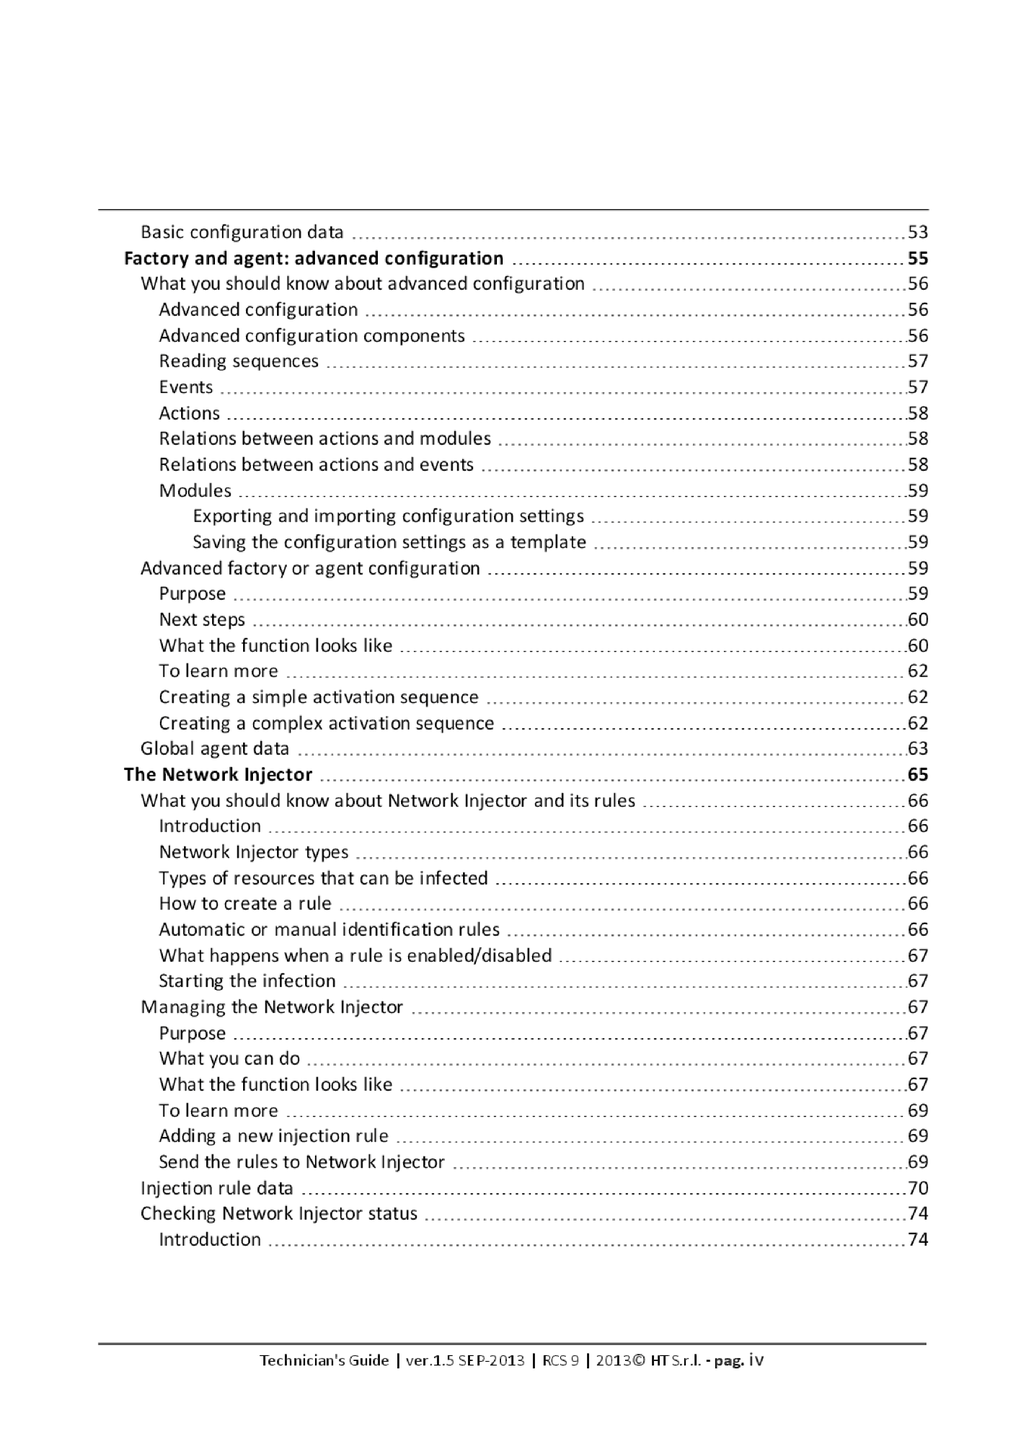 Basic configuration data 53
Factory and agent: advanced configuration 55
What you should know about advanced configuration 56
Advanced configuration 56
Advanced configuration components 56
Reading sequences 57
Events 57
Actions 58
Relations between actions and modules 58
Relations between actions and events 58
Modules 59
Exporting and importing configuration settings 59
Saving the configuration settings as a template 59
Advanced factory or agent configuration 59
Purpose 59
Next steps 60
What the function looks like 60
To learn more 62
Creating a simple activation sequence 62
Creating a complex activation sequence 62
Global agent data 63
The Network Injector 65
What you should know about Network Injector and its rules 66
Introduction 66
Network Injector types 66
Types of resources that can be infected 66
How to create a rule 66
Automatic or manual identification rules 66
What happens when a rule is enabled/disabled 67
Starting the infection 67
Managing the Network Injector 67
Purpose 67
What you can do 67
What the function looks like 67
To learn more 69
Adding a new injection rule 69
Send the rules to Network Injector 69
Injection rule data 70
Checking Network Injector status 74
Introduction 74
Technician's Guide | ver.1.5 SEP-2013 | RCS 9 | 2013© HT S.r.l. - pag. iv